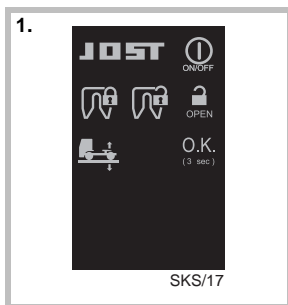 1.
JOST
ON/OFF
OPEN
O.K.
(3 sec)
SKS/17